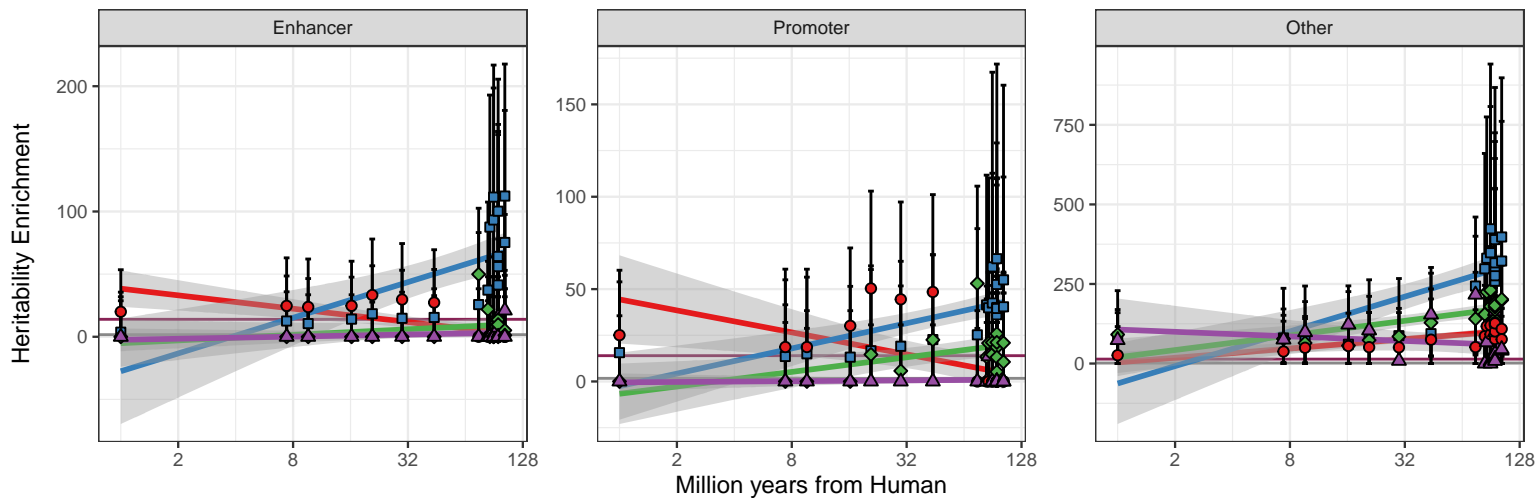 Enhancer Promoter Other
Heritability Enrichment
200
100
0
2 8 32 128
150
100
50
0
2 8 32 128
750
500
250
0
2 8 32 128
Million years from Human